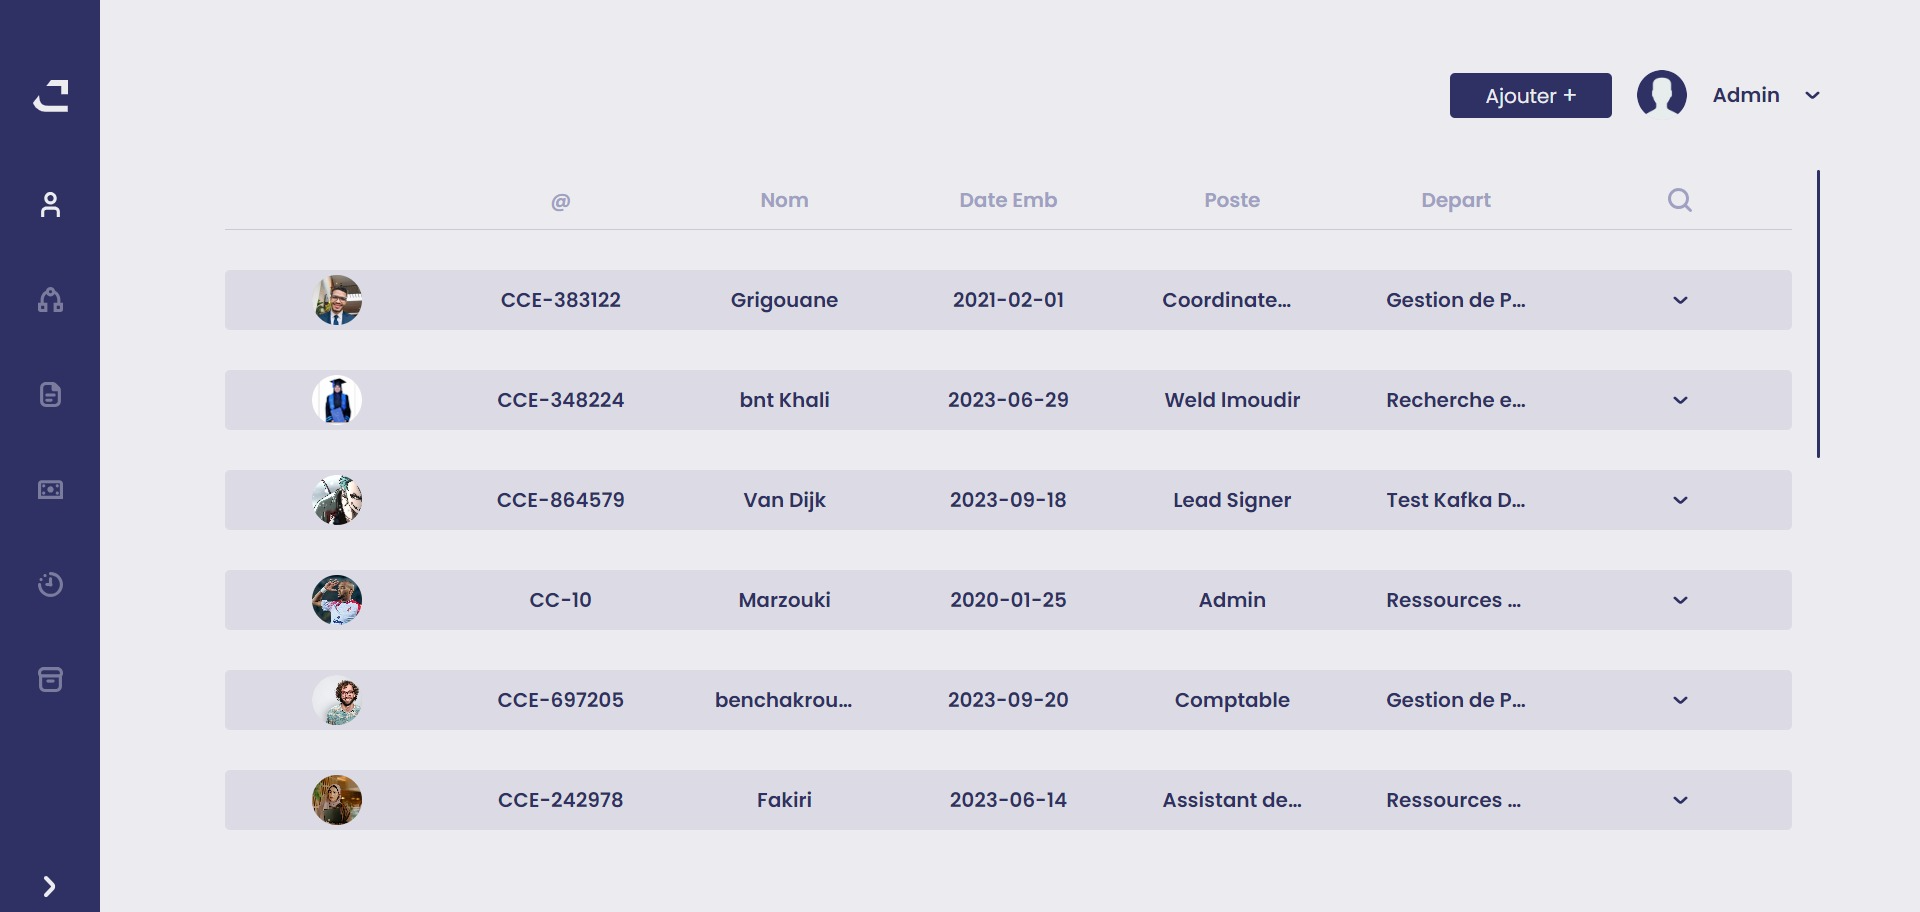 Ajouter +
Admin
@ Nom Date Emb Poste Depart
CCE-383122 Grigouane 2021-02-01 Coordinate... Gestion de P...
CCE-348224 bnt Khali 2023-06-29 Weld lmoudir Recherche e...
CCE-864579 Van Dijk 2023-09-18 Lead Signer Test Kafka D...
CC-10 Marzouki 2020-01-25 Admin Ressources ...
CCE-697205 benchakrou... 2023-09-20 Comptable Gestion de P...
CCE-242978 Fakiri 2023-06-14 Assistant de... Ressources ...